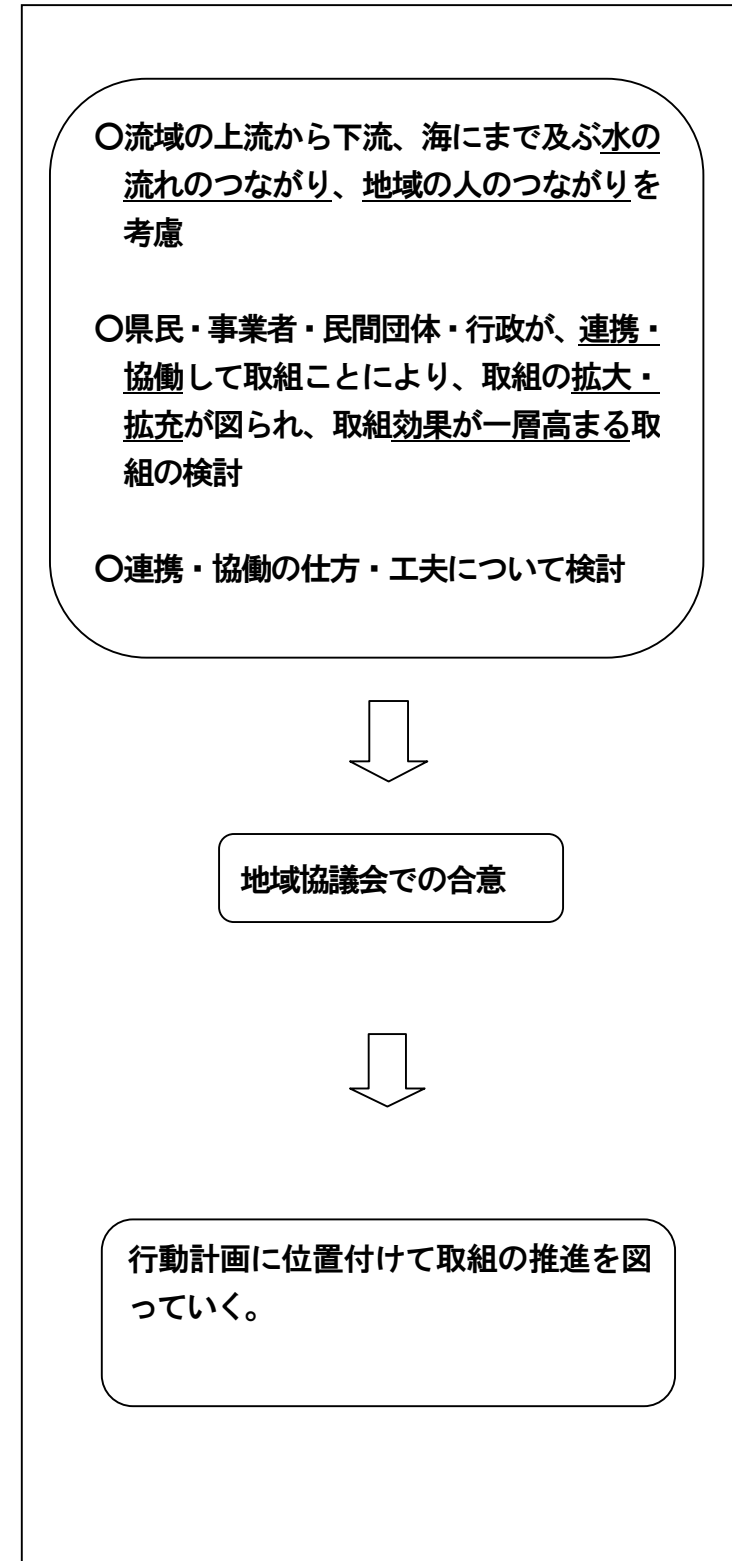 〇流域の上流から下流、海にまで及ぶ水の
流れのつながり、地域の人のつながりを
考慮
〇県民・事業者・民間団体・行政が、連携・
協働して取組ことにより、取組の拡大・
拡充が図られ、取組効果が一層高まる取
組の検討
〇連携・協働の仕方・工夫について検討
地域協議会での合意
行動計画に位置付けて取組の推進を図
っていく。